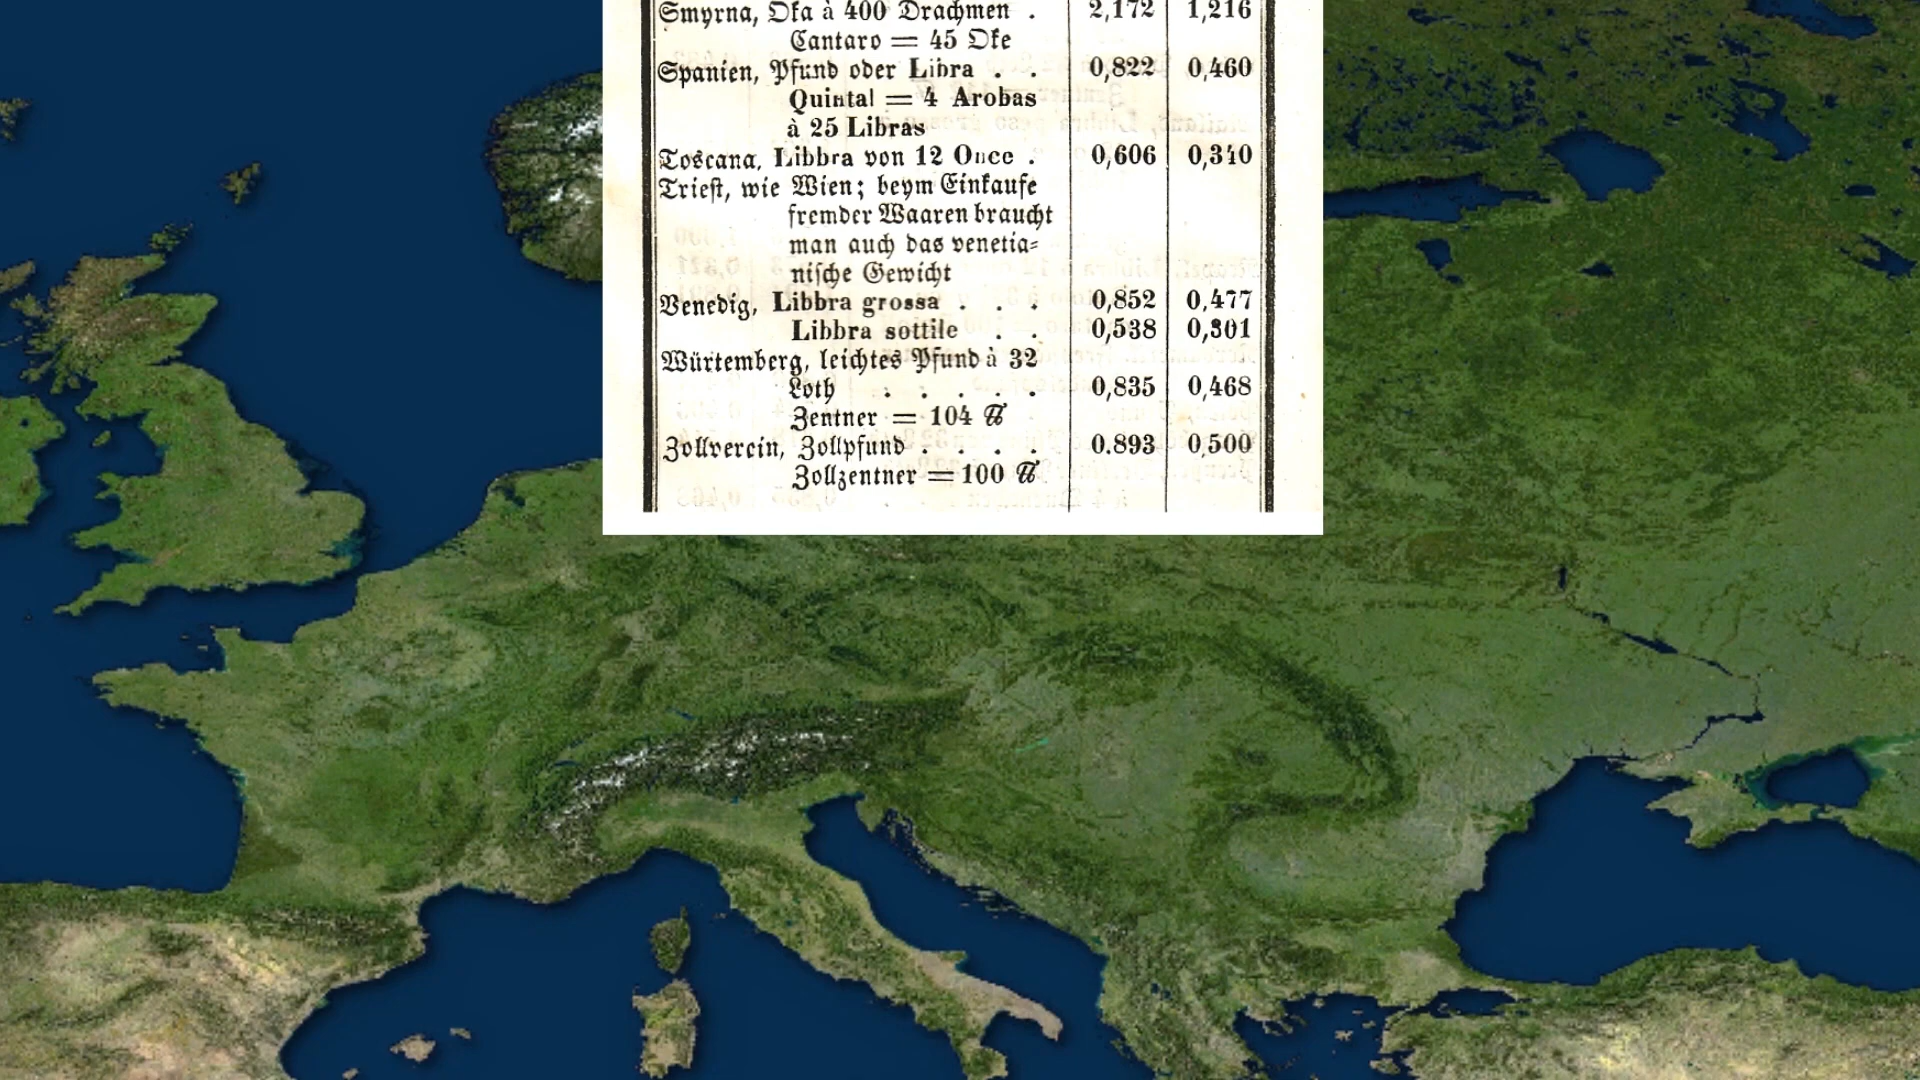 Smyrna, Oka à 400 Drachmen . 2,172 1,216
Cantaro = 45 Oke
Spanien, Pfund oder Libra . . 0,822 0,460
Quintal = 4 Arobas
à 25 Libras
Toscana, Libbra von 12 Once . 0,606 0,340
Triest, wie Wien; beym Einkaufe
fremder Waaren braucht
man auch das venetia=
nische Gewicht
Venedig, Libbra grossa . . . 0,852 0,477
Libbra sottile . . 0,538 0,301
Würtemberg, leichtes Pfund à 32
Loth . . . . . 0,835 0,468
Zentner = 104 ℔
Zollverein, Zollpfund . . . . 0.893 0,500
Zollzentner = 100 ℔